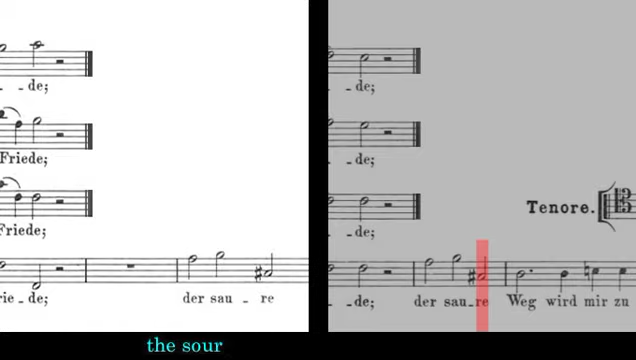 - - de;
Friede;
Friede;
rie - de; der sau - re
- - de;
- - de;
Tenore.
- de;
- de; der sau - re Weg wird mir zu
the sour